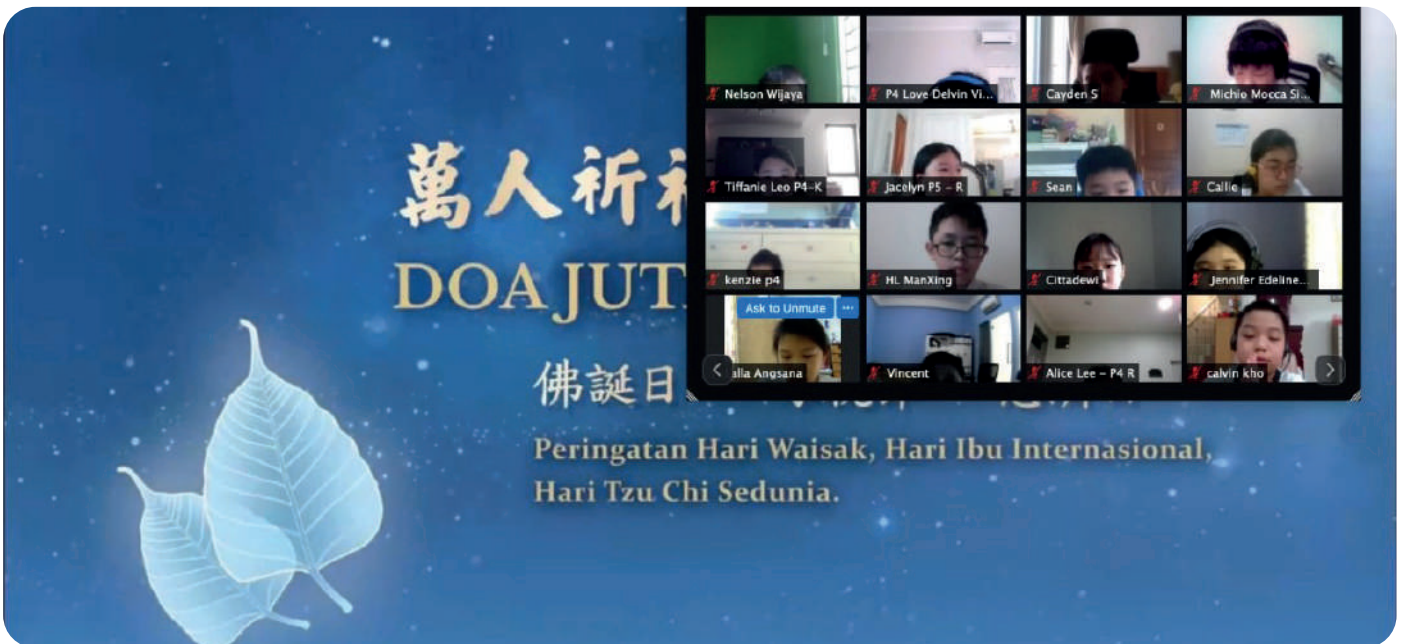 萬人祈
DOA JUT
佛誕日
Peringatan Hari Waisak, Hari Ibu Internasional,
Hari Tzu Chi Sedunia.
Nelson Wijaya
P4 Love Delvin Vi...
Cayden S
Michio Mocca Si...
Tiffanie Leo P4-K
Jacelyn P5 - R
Sean
Callie
kenzie p4
HL ManXing
Cittadewi
Jennifer Edeline...
Ask to Unmute
alla Angsana
Vincent
Alice Lee - P4 R
calvin kho